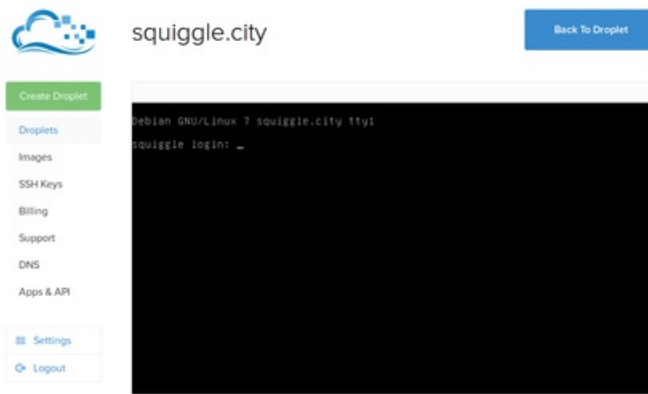 squiggle.city
Back To Droplet
Create Droplet
Droplets
Images
SSH Keys
Billing
Support
DNS
Apps & API
Settings
Logout
Debian GNU/Linux 7 squiggle.city tty1
squiggle login: _